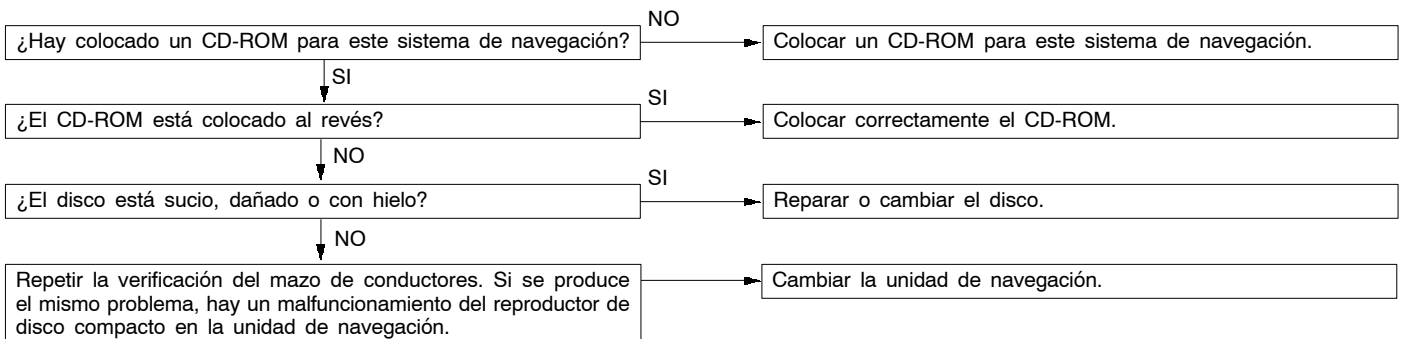 NO
¿Hay colocado un CD-ROM para este sistema de navegación?
Colocar un CD-ROM para este sistema de navegación.
SI
SI
¿El CD-ROM está colocado al revés?
Colocar correctamente el CD-ROM.
NO
SI
¿El disco está sucio, dañado o con hielo?
Reparar o cambiar el disco.
NO
Repetir la verificación del mazo de conductores. Si se produce
el mismo problema, hay un malfuncionamiento del reproductor de
disco compacto en la unidad de navegación.
Cambiar la unidad de navegación.